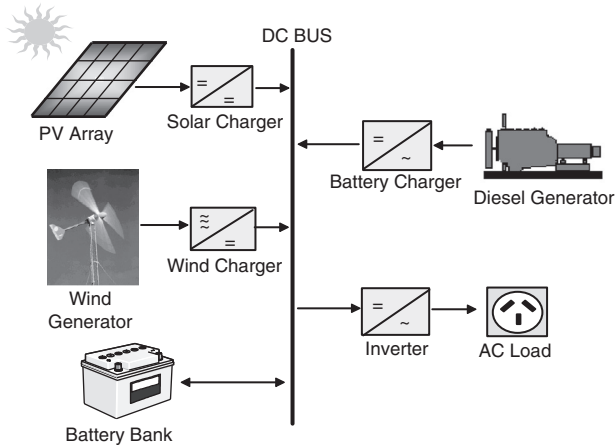 DC BUS
PV Array
Solar Charger
Battery Charger
Diesel Generator
Wind
Generator
Wind Charger
Inverter
AC Load
Battery Bank